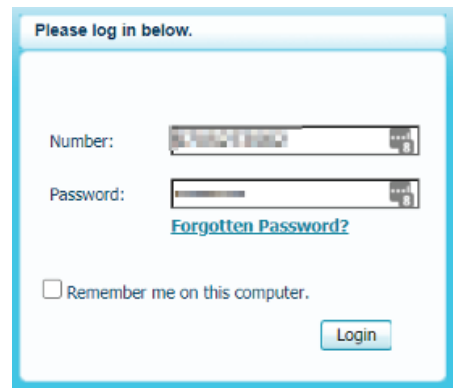 Please log in below.
Number:
Password:
Forgotten Password?
Remember me on this computer.
Login